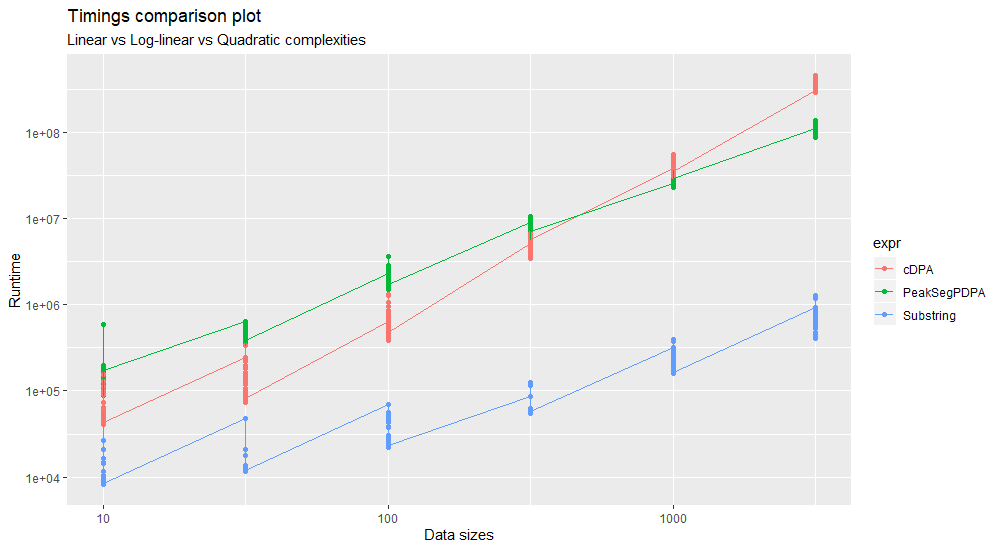 Timings comparison plot
Linear vs Log-linear vs Quadratic complexities
Runtime
1e+08
1e+07
1e+06
1e+05
1e+04
10
100
1000
Data sizes
expr
cDPA
PeakSegPDPA
Substring